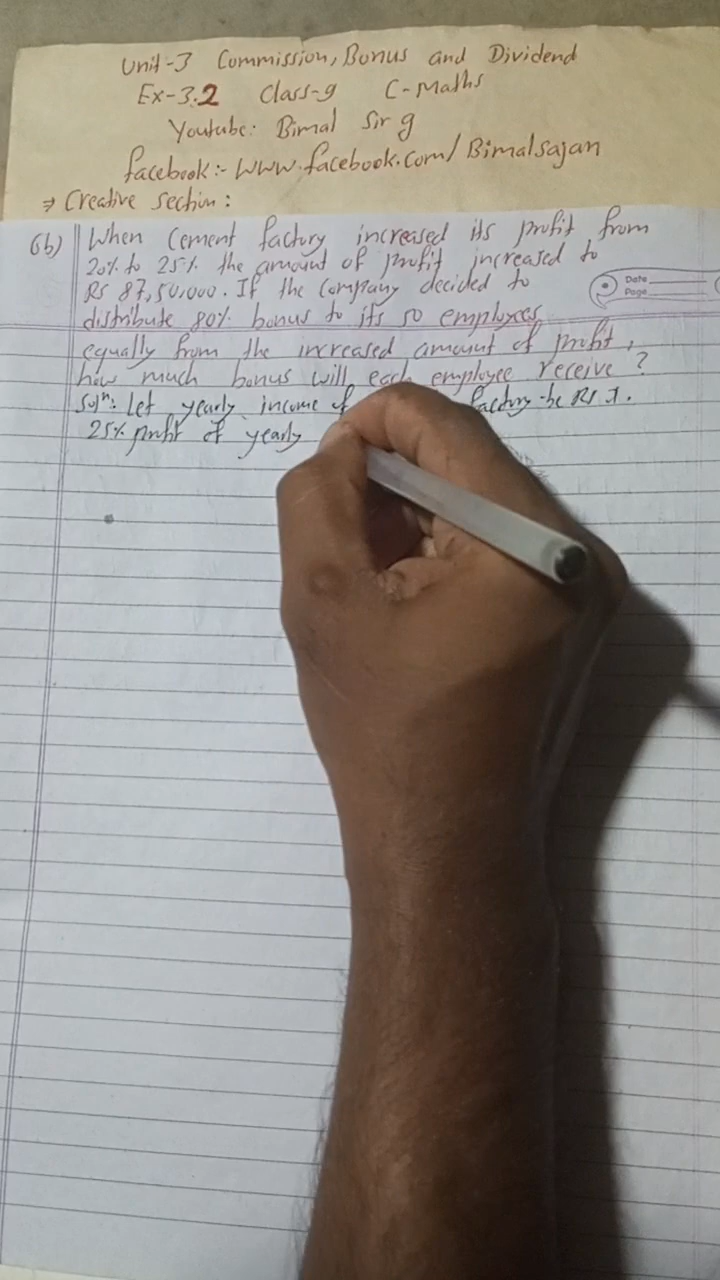 Unit-3 Commission, Bonus and Dividend
Ex-3.2 Class-9 C-Maths
Youtube: Bimal Sir g
facebook:- www.facebook.com/Bimalsajan
⇒ Creative section:
6b) When Cement factory increased its profit from
20% to 25% the amount of profit increased to
RS 87,50,000. If the Company decided to
Date
Page
distribute 80% bonus to its 50 employees
equally from the increased amount of profit,
how much bonus will each employee receive?
Solⁿ: Let yearly income of factory be RS I.
25% profit of yearly